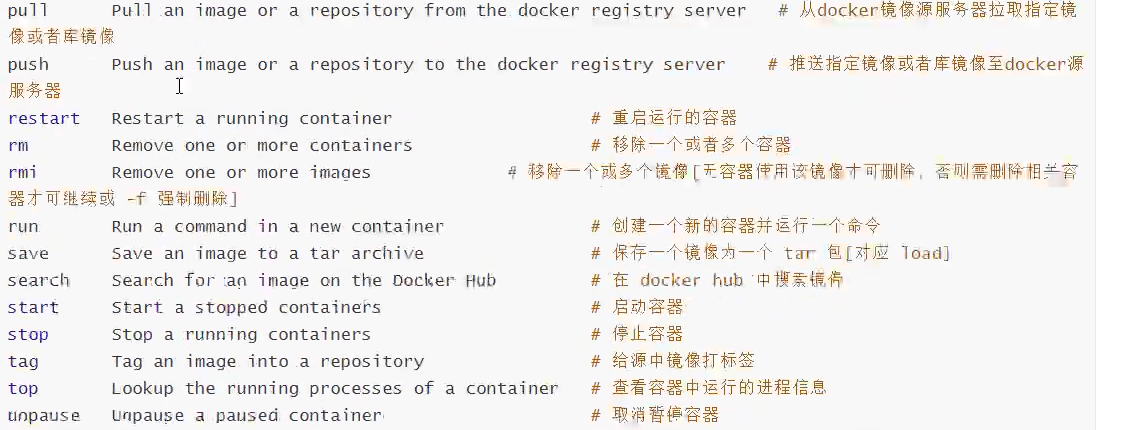 pull Pull an image or a repository from the docker registry server # 从docker镜像源服务器拉取指定镜
像或者库镜像
push Push an image or a repository to the docker registry server # 推送指定镜像或者库镜像至docker源
服务器
restart Restart a running container # 重启运行的容器
rm Remove one or more containers # 移除一个或者多个容器
rmi Remove one or more images # 移除一个或多个镜像[无容器使用该镜像才可删除，否则需删除相关容
器才可继续或 -f 强制删除]
run Run a command in a new container # 创建一个新的容器并运行一个命令
save Save an image to a tar archive # 保存一个镜像为一个 tar 包[对应 load]
search Search for an image on the Docker Hub # 在 docker hub 中搜索镜像
start Start a stopped containers # 启动容器
stop Stop a running containers # 停止容器
tag Tag an image into a repository # 给源中镜像打标签
top Lookup the running processes of a container # 查看容器中运行的进程信息
unpause Unpause a paused container # 取消暂停容器